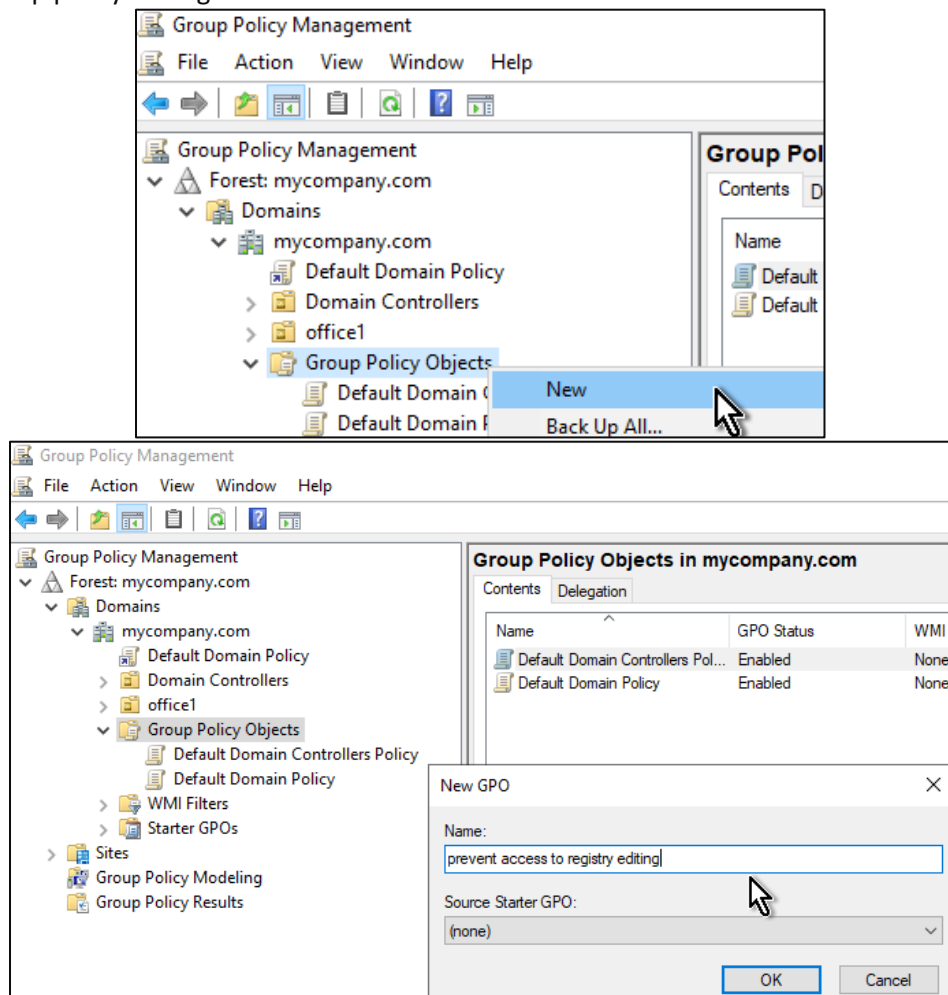 Group Policy Management
File Action View Window Help
Group Policy Management
Forest: mycompany.com
Domains
mycompany.com
Default Domain Policy
Domain Controllers
office1
Group Policy Objects
Default Domain
Default Domain
New
Back Up All...
Group Pol
Contents D
Name
Default
Default
Group Policy Management
File Action View Window Help
Group Policy Management
Forest: mycompany.com
Domains
mycompany.com
Default Domain Policy
Domain Controllers
office1
Group Policy Objects
Default Domain Controllers Policy
Default Domain Policy
WMI Filters
Starter GPOs
Sites
Group Policy Modeling
Group Policy Results
Group Policy Objects in mycompany.com
Contents Delegation
Name GPO Status WMI
Default Domain Controllers Pol... Enabled None
Default Domain Policy Enabled None
New GPO
Name:
prevent access to registry editing
Source Starter GPO:
(none)
OK Cancel